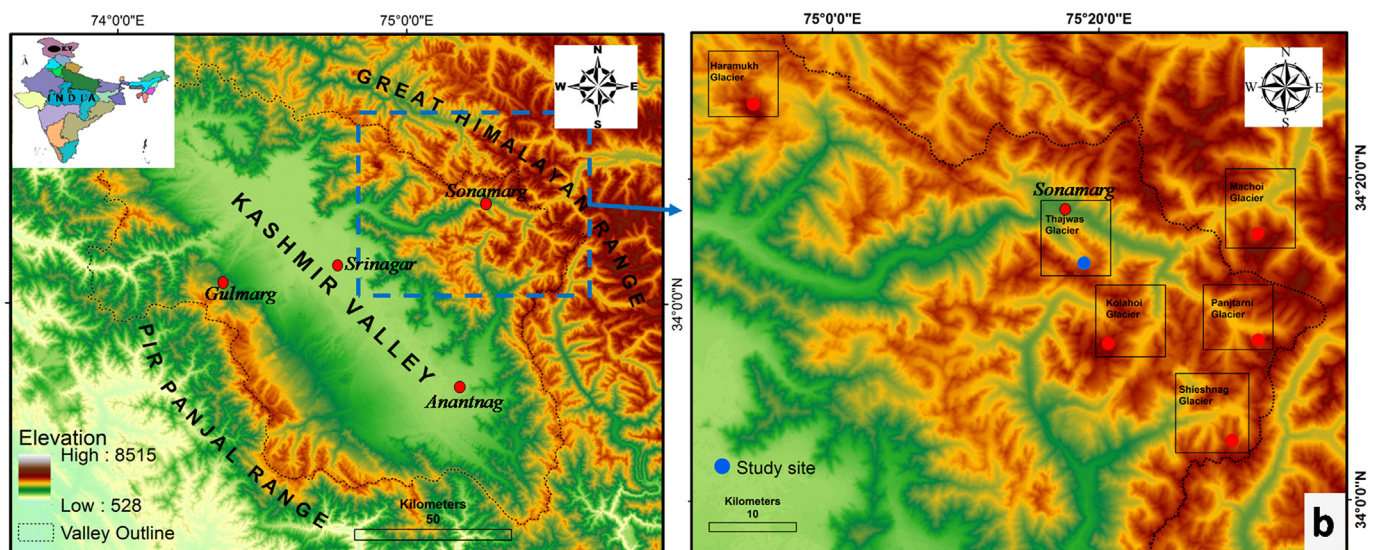 74°0'0"E
75°0'0"E
K.V.
INDIA
N
W
E
S
GREAT HIMALAYAN RANGE
Sonamarg
KASHMIR VALLEY
Srinagar
Gulmarg
Anantnag
PIR PANJAL RANGE
34°0'0"N
Elevation
High : 8515
Low : 528
Valley Outline
Kilometers
50
75°0'0"E
75°20'0"E
Haramukh
Glacier
N
W
E
S
34°20'0"N
Sonamarg
Thajwas
Glacier
Machoi
Glacier
Kolahoi
Glacier
Panjtarni
Glacier
Shieshnag
Glacier
Study site
Kilometers
10
34°0'0"N
b